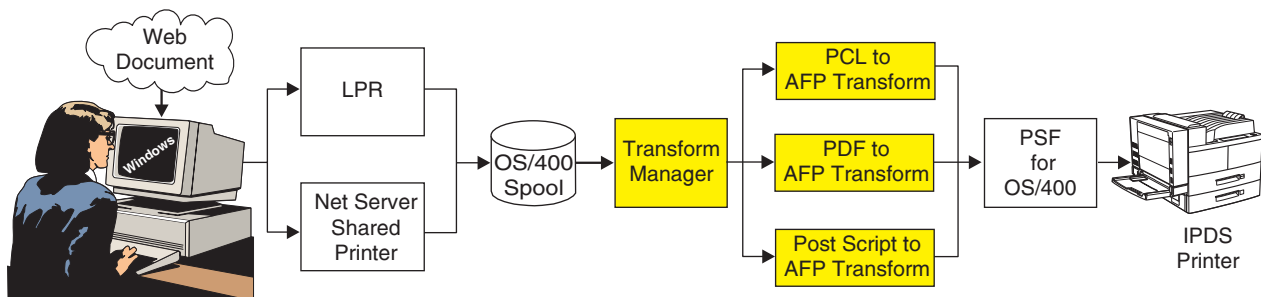 Web
Document
Windows
LPR
Net Server
Shared
Printer
OS/400
Spool
Transform
Manager
PCL to
AFP Transform
PDF to
AFP Transform
Post Script to
AFP Transform
PSF
for
OS/400
IPDS
Printer